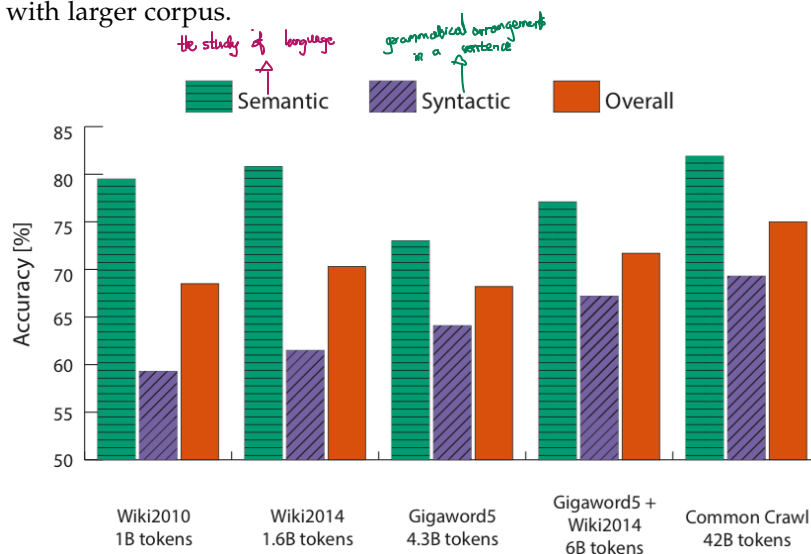 with larger corpus.
the study of language
grammatical arrangement
in a sentence
Semantic Syntactic Overall
85
80
75
70
65
60
55
50
Accuracy [%]
Wiki2010
1B tokens
Wiki2014
1.6B tokens
Gigaword5
4.3B tokens
Gigaword5 +
Wiki2014
6B tokens
Common Crawl
42B tokens